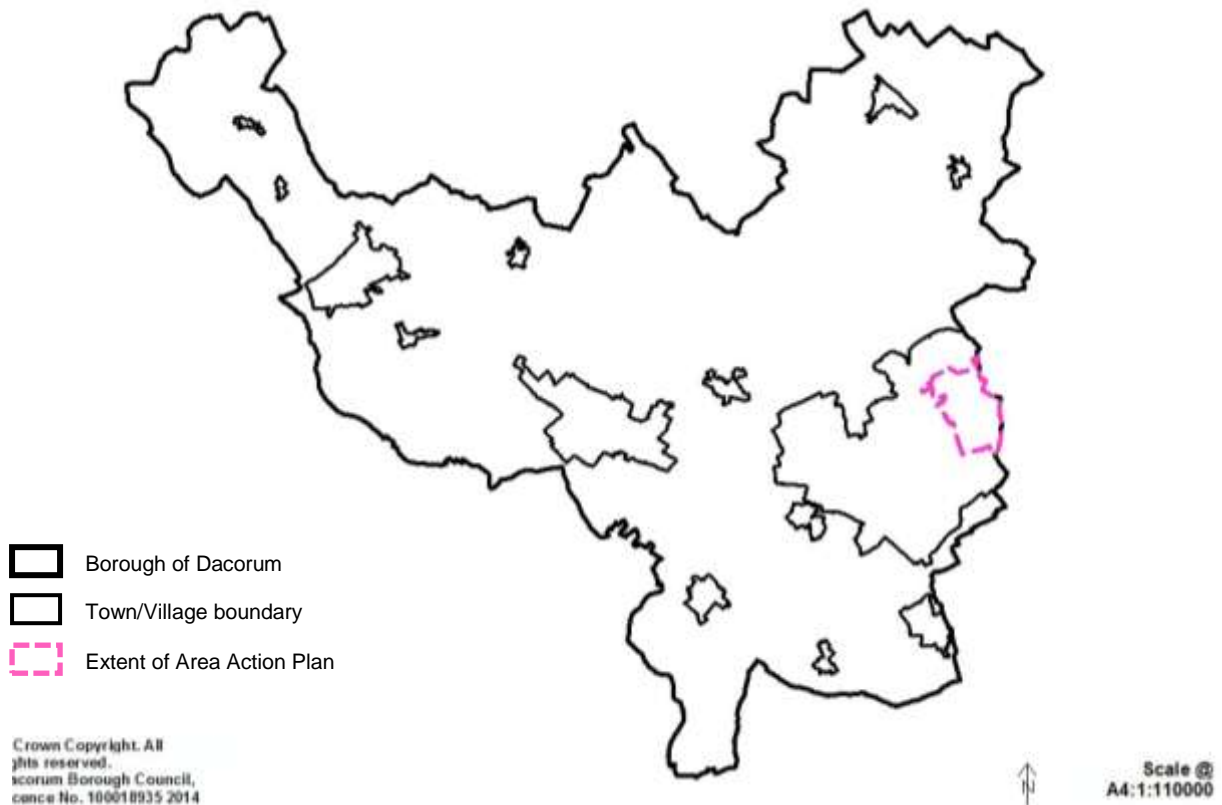 Borough of Dacorum
Town/Village boundary
Extent of Area Action Plan
Crown Copyright. All
ghts reserved.
acorum Borough Council,
cence No. 100018935 2014
N
Scale @
A4:1:110000